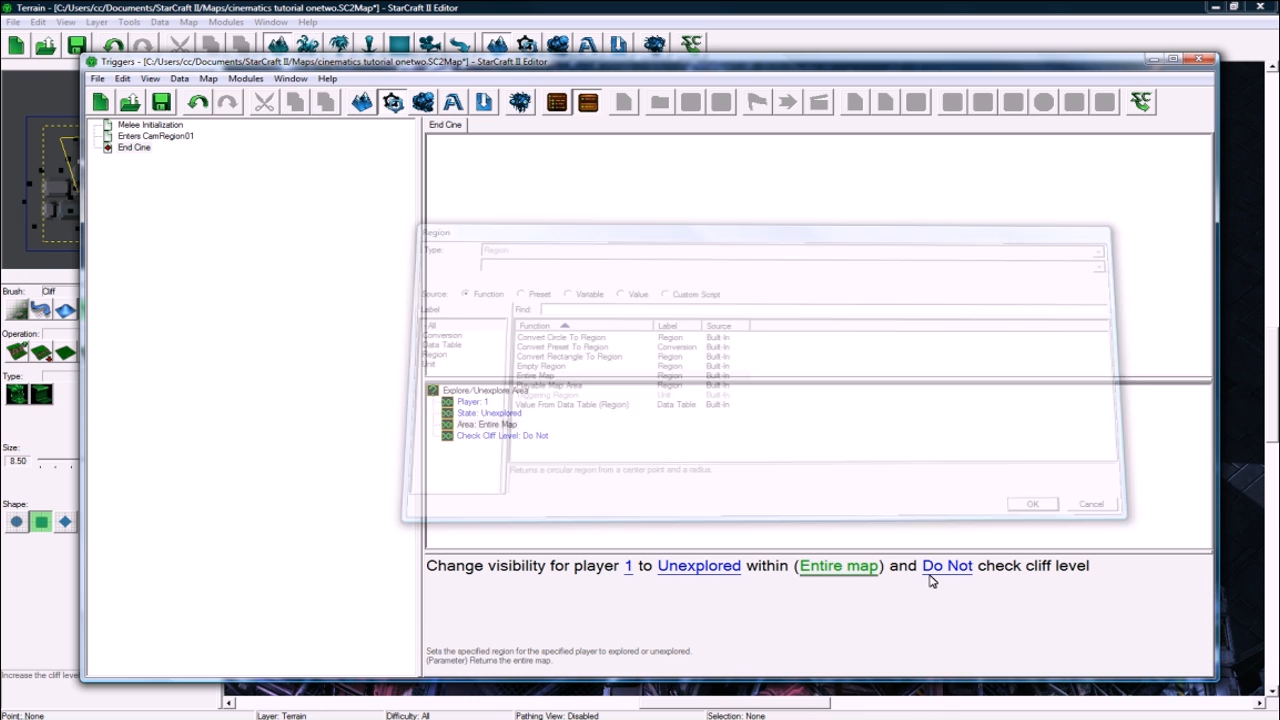 Terrain - [C:/Users/cc/Documents/StarCraft II/Maps/cinematics tutorial onetwo.SC2Map*] - StarCraft II Editor
File Edit View Layer Tools Map Data Map Modules Window Help
Triggers - [C:/Users/cc/Documents/StarCraft II/Maps/cinematics tutorial onetwo.SC2Map*] - StarCraft II Editor
File Edit View Data Map Modules Window Help
Melee Initialization
Enters CamRegion01
End Cine
End Cine
Region
Type: Region
Source: Function Preset Variable Value Custom Script
Label Find:
All
Conversion
Data Table
Region
Unit
Function Label Source
Convert Circle To Region Region Built-In
Convert Preset To Region Conversion Built-In
Convert Rectangle To Region Region Built-In
Empty Region Region Built-In
Entire Map Region Built-In
Playable Map Area Region Built-In
Triggering Region Unit Built-In
Value From Data Table (Region) Data Table Built-In
Returns a circular region from a center point and a radius.
OK Cancel
Explore/Unexplore Area
Player: 1
State: Unexplored
Area: Entire Map
Check Cliff Level: Do Not
Change visibility for player 1 to Unexplored within (Entire map) and Do Not check cliff level
Sets the specified region for the specified player to explored or unexplored.
(Parameter) Returns the entire map.
Brush: Cliff
Operation:
Type:
Size:
8.50
Shape:
Increase the cliff leve
Point: None Layer: Terrain Difficulty: All Pathing View: Disabled Selection: None